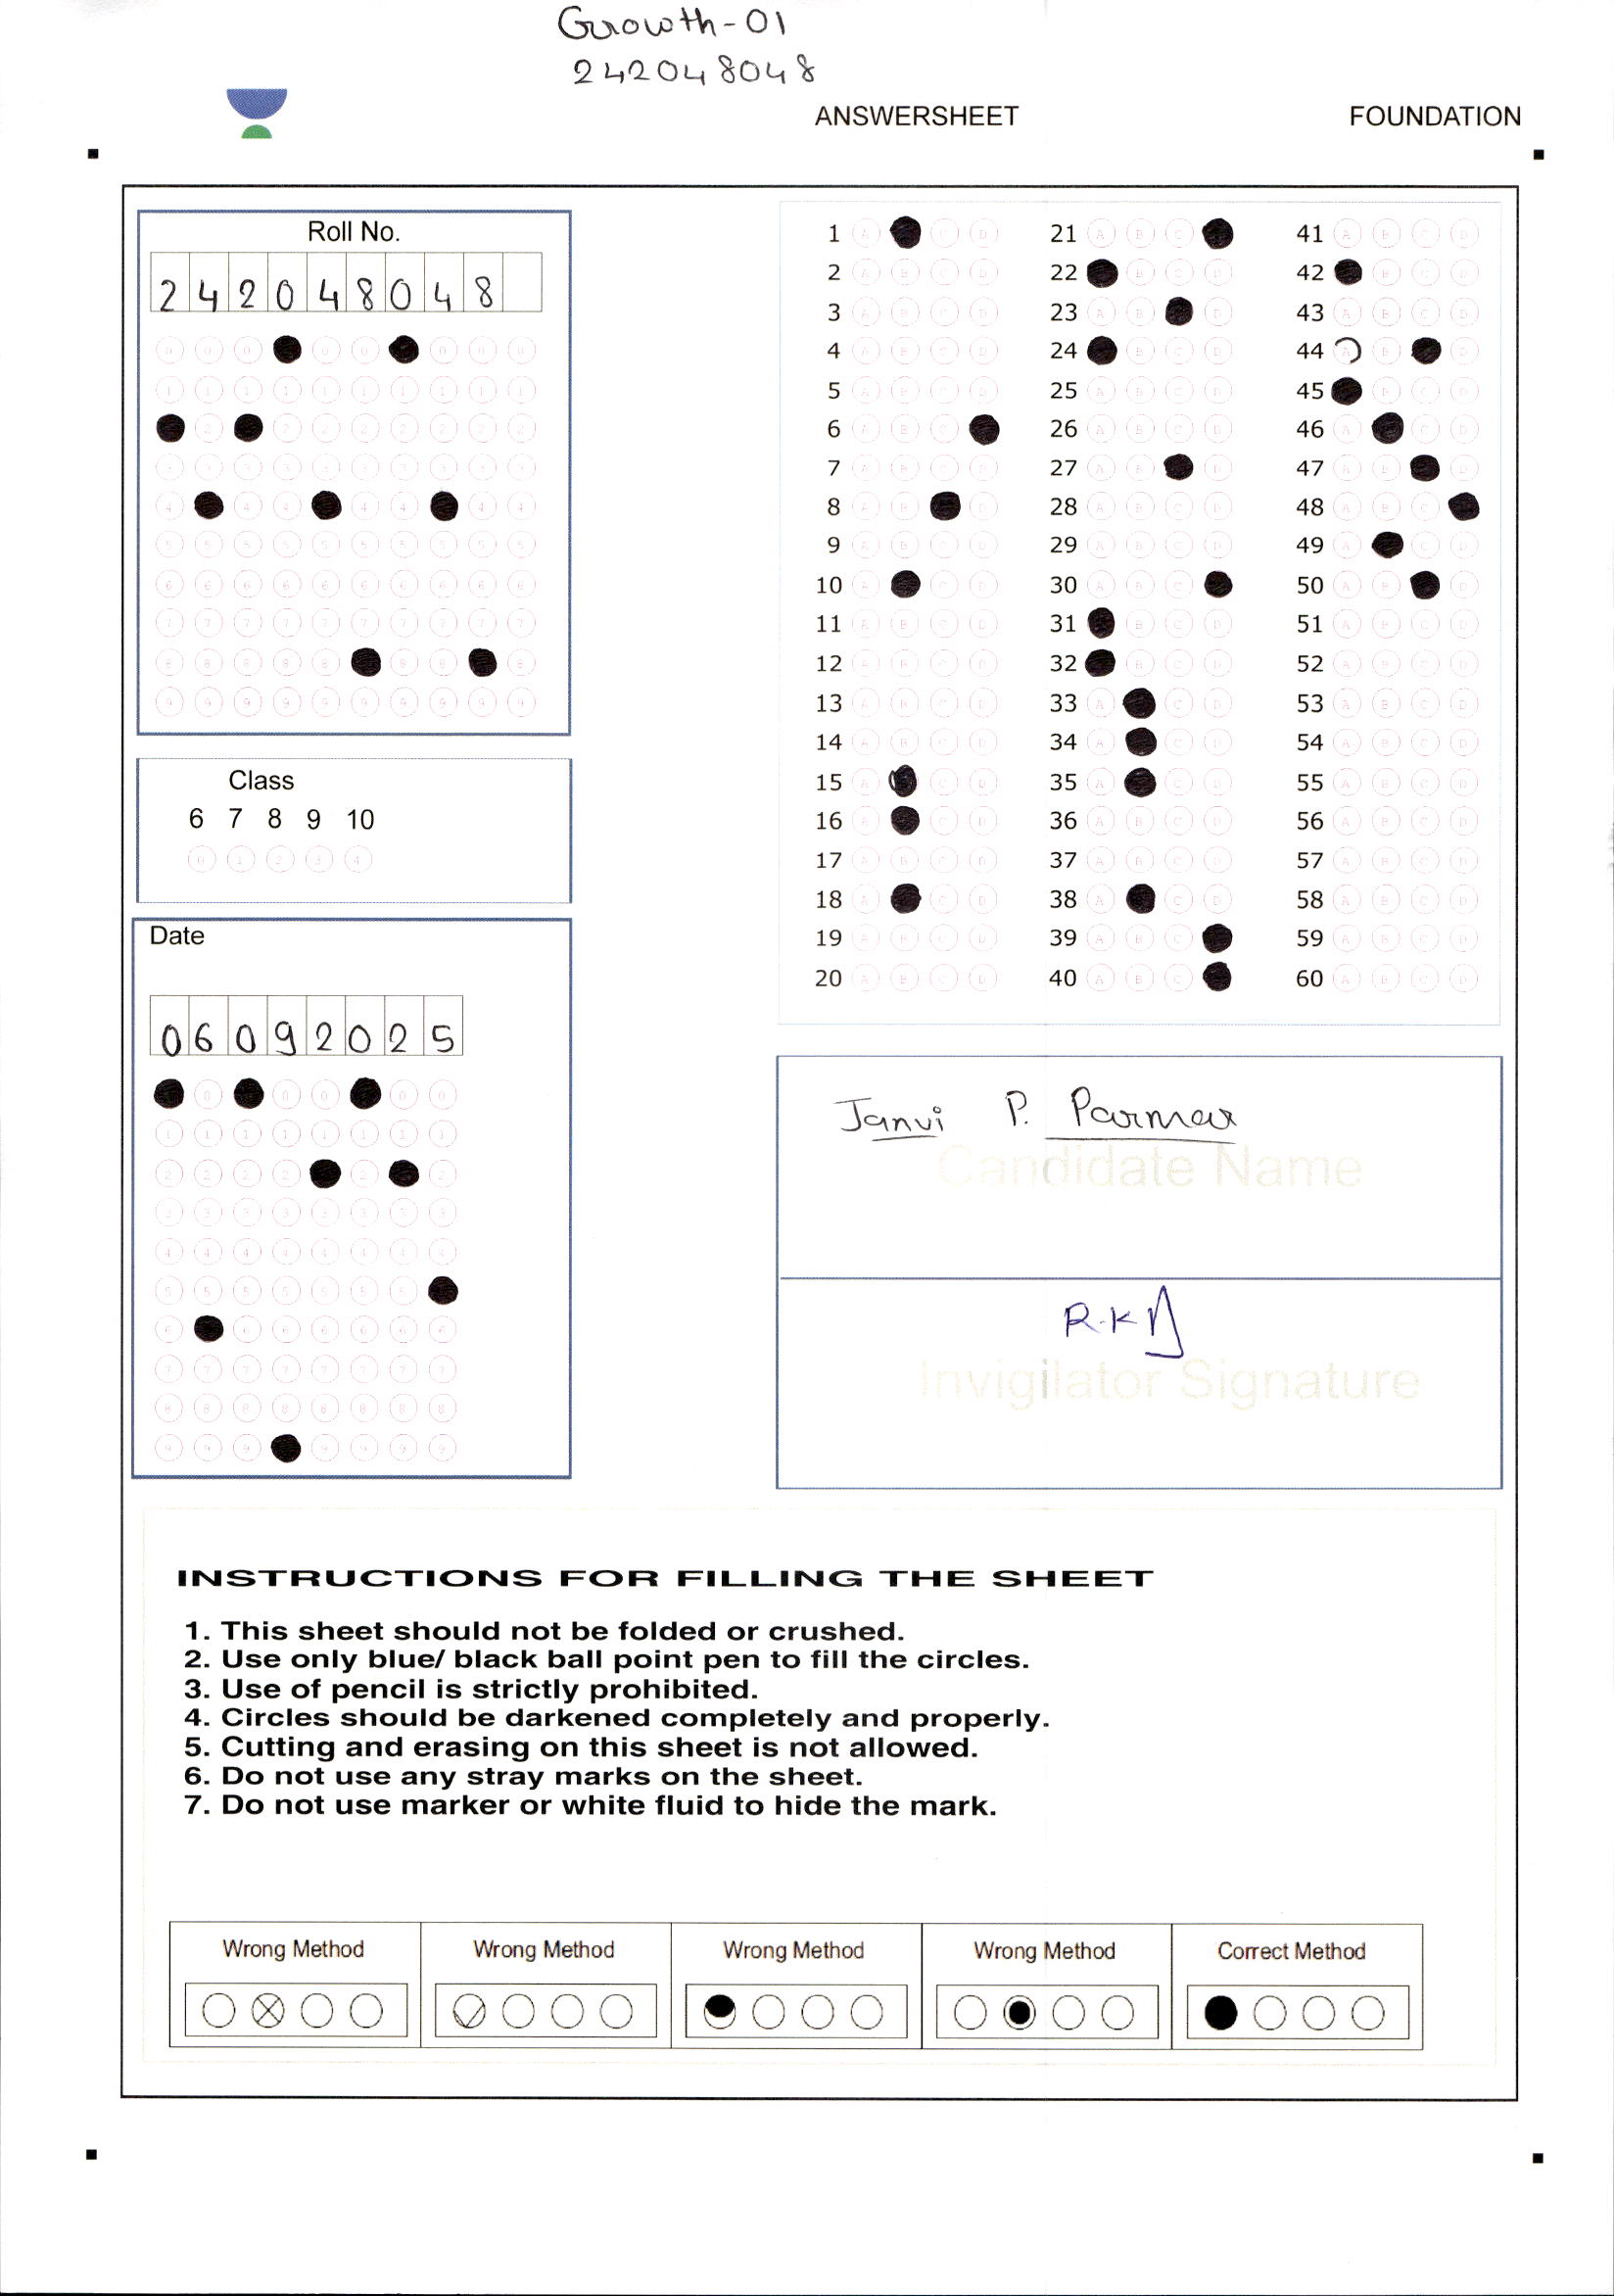 Growth-01
242048048
ANSWERSHEET
FOUNDATION
Roll No.
2 4 2 0 4 8 0 4 8
Class
6 7 8 9 10
Date
0 6 0 9 2 0 2 5
1 A C D
2 A B C D
3 A B C D
4 A B C D
5 A B C D
6 A B C
7 A B C D
8 A B D
9 A B C D
10 A C D
11 A B C D
12 A B C D
13 A B C D
14 A B C D
15 A C D
16 A C D
17 A B C D
18 A C D
19 A B C D
20 A B C D
21 A B C
22 B C D
23 A B D
24 B C D
25 A B C D
26 A B C D
27 A B D
28 A B C D
29 A B C D
30 A B C
31 B C D
32 B C D
33 A C D
34 A C D
35 A C D
36 A B C D
37 A B C D
38 A C D
39 A B C
40 A B C
41 A B C D
42 B C D
43 A B C D
44 A B D
45 B C D
46 A C D
47 A B D
48 A B C
49 A C D
50 A B D
51 A B C D
52 A B C D
53 A B C D
54 A B C D
55 A B C D
56 A B C D
57 A B C D
58 A B C D
59 A B C D
60 A B C D
Janvi P. Parmar
Candidate Name
Invigilator Signature
INSTRUCTIONS FOR FILLING THE SHEET
1. This sheet should not be folded or crushed.
2. Use only blue/ black ball point pen to fill the circles.
3. Use of pencil is strictly prohibited.
4. Circles should be darkened completely and properly.
5. Cutting and erasing on this sheet is not allowed.
6. Do not use any stray marks on the sheet.
7. Do not use marker or white fluid to hide the mark.
Wrong Method
Wrong Method
Wrong Method
Wrong Method
Correct Method